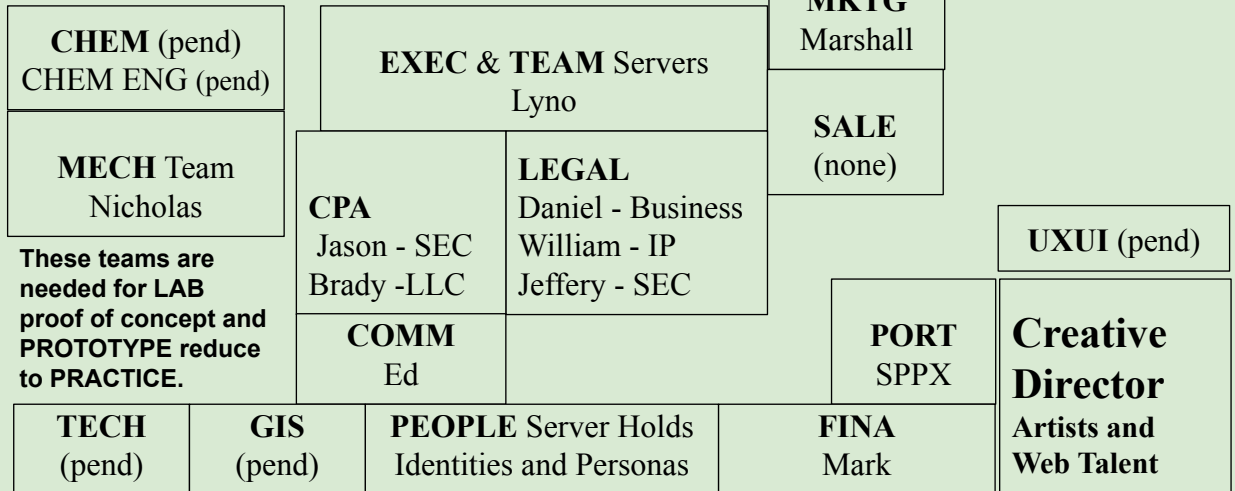 MKTG
Marshall
CHEM (pend)
CHEM ENG (pend)
EXEC & TEAM Servers
Lyno
SALE
(none)
MECH Team
Nicholas
CPA
Jason - SEC
Brady -LLC
LEGAL
Daniel - Business
William - IP
Jeffery - SEC
UXUI (pend)
These teams are
needed for LAB
proof of concept and
PROTOTYPE reduce
to PRACTICE.
COMM
Ed
PORT
SPPX
Creative
Director
Artists and
Web Talent
TECH
(pend)
GIS
(pend)
PEOPLE Server Holds
Identities and Personas
FINA
Mark